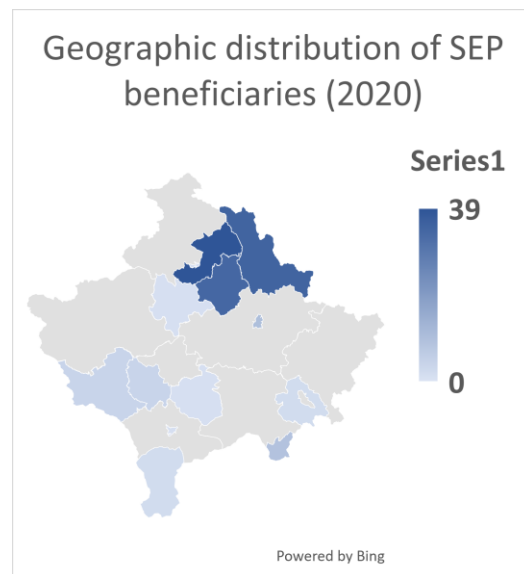 Geographic distribution of SEP
beneficiaries (2020)
Series1
39
0
Powered by Bing